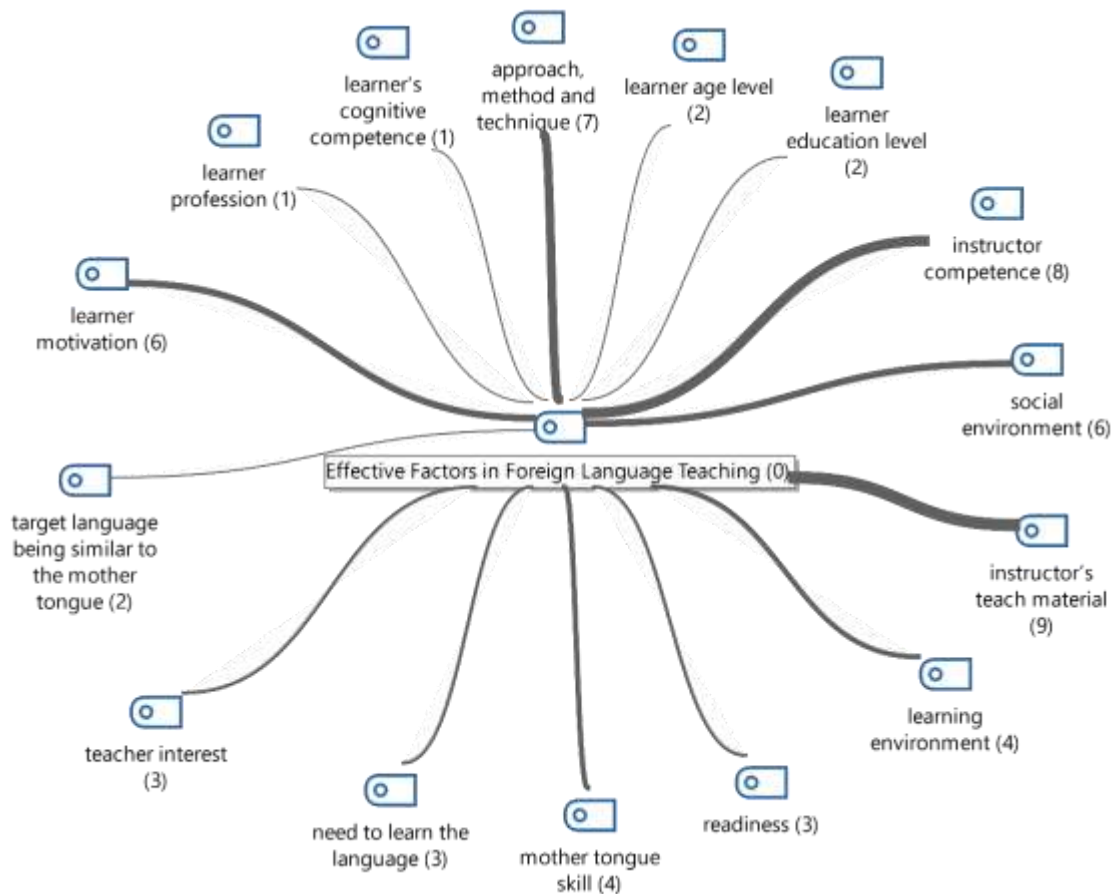 approach,
method and
technique (7)
learner's
cognitive
competence (1)
learner age level
(2)
learner
education level
(2)
learner
profession (1)
instructor
competence (8)
learner
motivation (6)
social
environment (6)
Effective Factors in Foreign Language Teaching (0)
target language
being similar to
the mother
tongue (2)
instructor's
teach material
(9)
learning
environment (4)
teacher interest
(3)
need to learn the
language (3)
mother tongue
skill (4)
readiness (3)